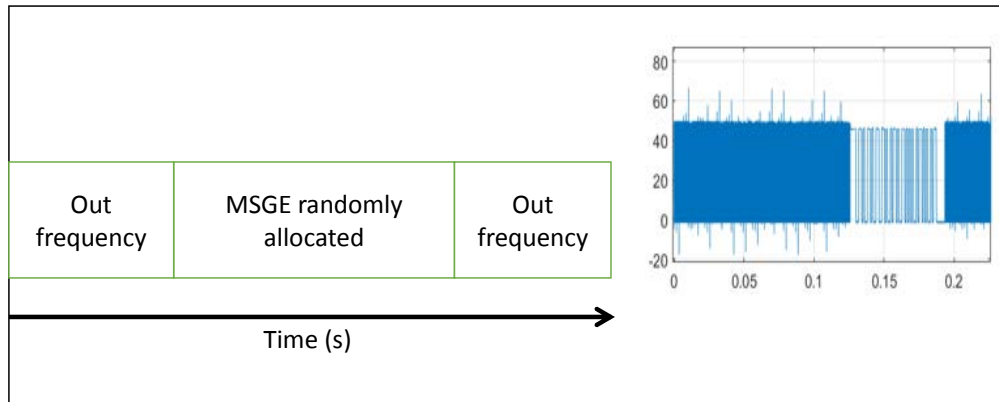 Out
frequency
MSGE randomly
allocated
Out
frequency
Time (s)
80
60
40
20
0
-20
0
0.05
0.1
0.15
0.2